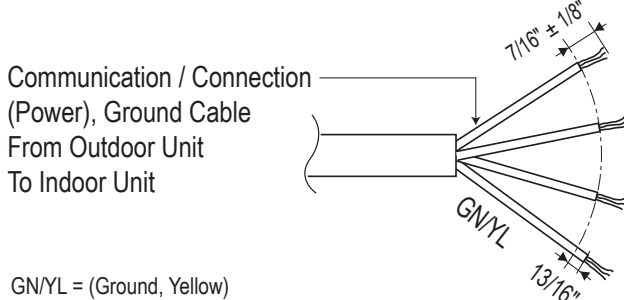 7/16" ± 1/8"
Communication / Connection
(Power), Ground Cable
From Outdoor Unit
To Indoor Unit
GN/YL
13/16"
GN/YL = (Ground, Yellow)